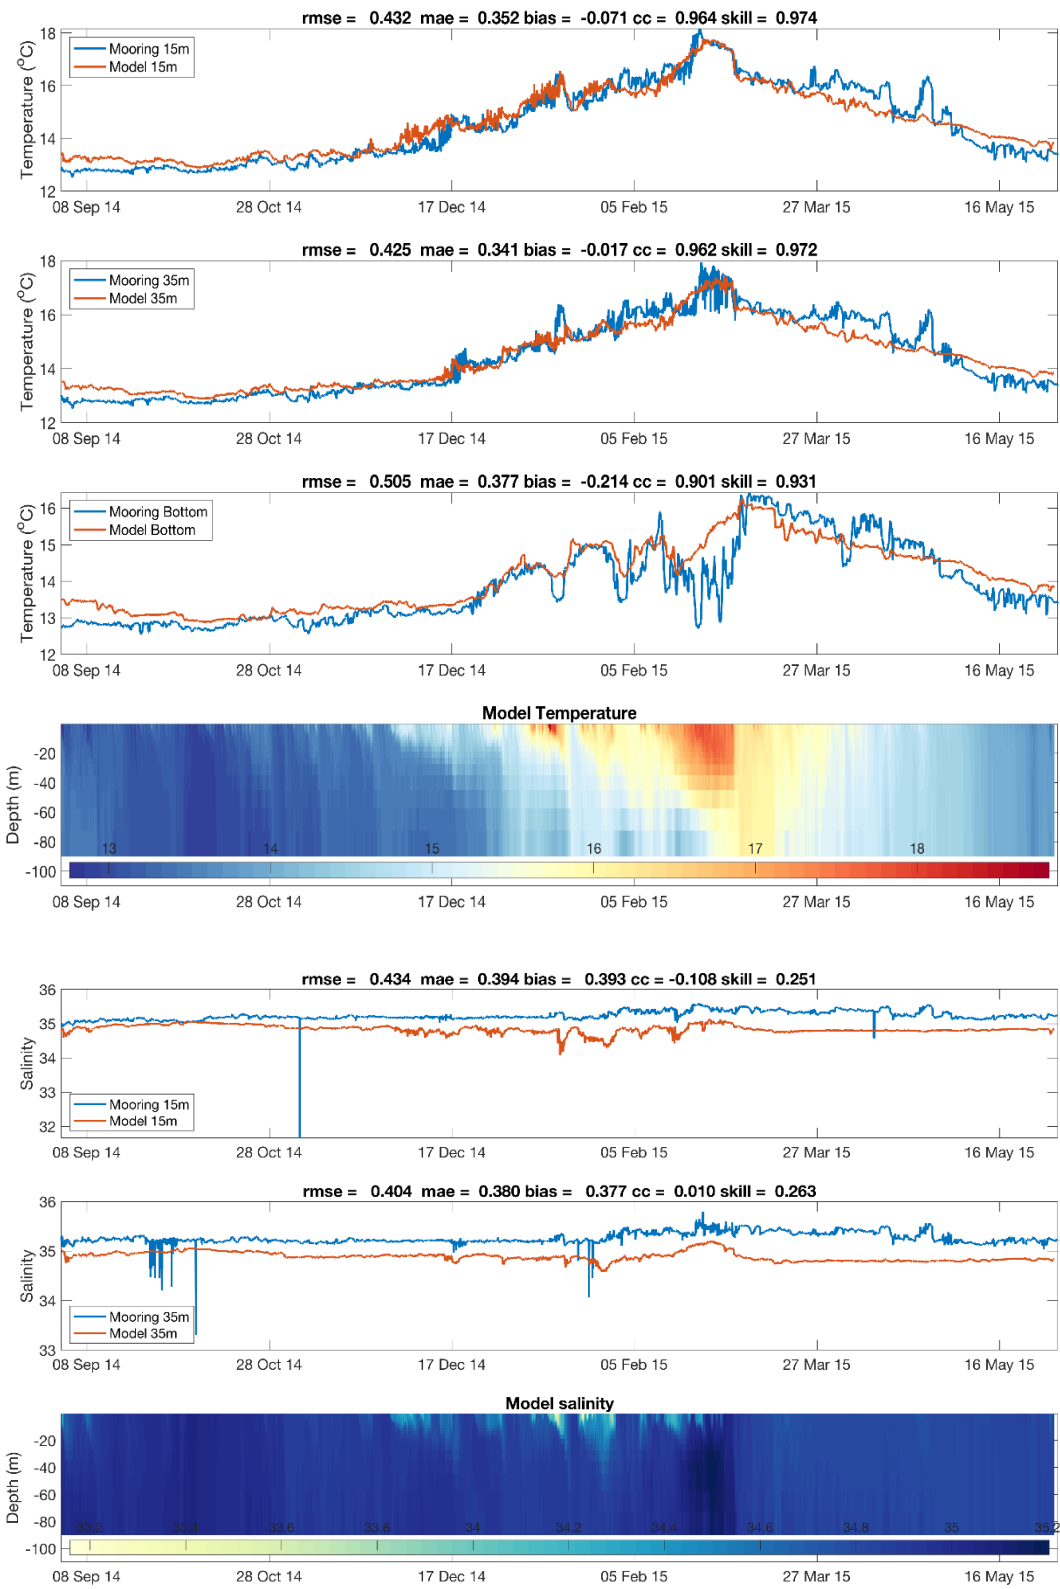 rmse = 0.432 mae = 0.352 bias = -0.071 cc = 0.964 skill = 0.974
Temperature (°C)
18
16
14
12
Mooring 15m
Model 15m
08 Sep 14 28 Oct 14 17 Dec 14 05 Feb 15 27 Mar 15 16 May 15
rmse = 0.425 mae = 0.341 bias = -0.017 cc = 0.962 skill = 0.972
Temperature (°C)
18
16
14
12
Mooring 35m
Model 35m
08 Sep 14 28 Oct 14 17 Dec 14 05 Feb 15 27 Mar 15 16 May 15
rmse = 0.505 mae = 0.377 bias = -0.214 cc = 0.901 skill = 0.931
Temperature (°C)
16
15
14
13
12
Mooring Bottom
Model Bottom
08 Sep 14 28 Oct 14 17 Dec 14 05 Feb 15 27 Mar 15 16 May 15
Model Temperature
Depth (m)
-20
-40
-60
-80
-100
13 14 15 16 17 18
08 Sep 14 28 Oct 14 17 Dec 14 05 Feb 15 27 Mar 15 16 May 15
rmse = 0.434 mae = 0.394 bias = 0.393 cc = -0.108 skill = 0.251
Salinity
36
35
34
33
32
Mooring 15m
Model 15m
08 Sep 14 28 Oct 14 17 Dec 14 05 Feb 15 27 Mar 15 16 May 15
rmse = 0.404 mae = 0.380 bias = 0.377 cc = 0.010 skill = 0.263
Salinity
36
35
34
33
Mooring 35m
Model 35m
08 Sep 14 28 Oct 14 17 Dec 14 05 Feb 15 27 Mar 15 16 May 15
Model salinity
Depth (m)
-20
-40
-60
-80
-100
33.2 33.4 33.6 33.8 34 34.2 34.4 34.6 34.8 35 35.2
08 Sep 14 28 Oct 14 17 Dec 14 05 Feb 15 27 Mar 15 16 May 15